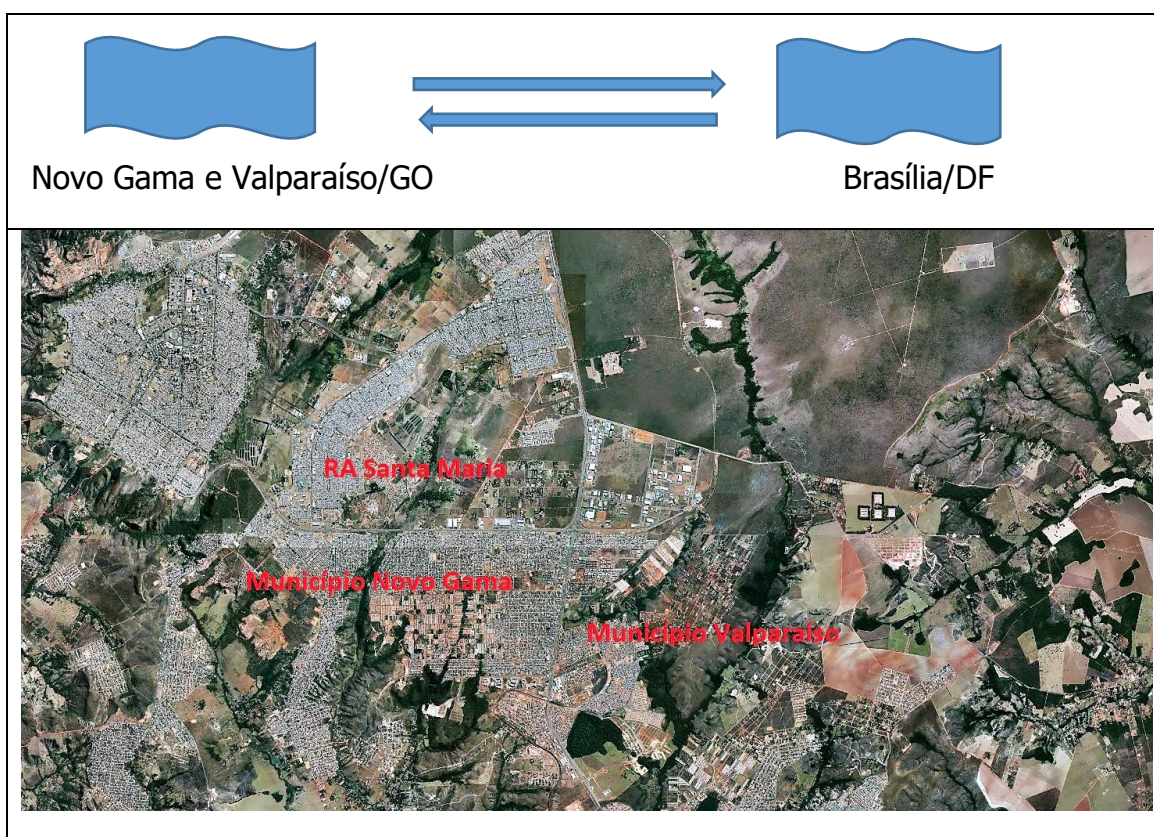 Novo Gama e Valparaíso/GO
Brasília/DF
RA Santa Maria
Município Novo Gama
Município Valparaíso